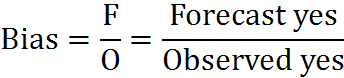 Bias = F/O = Forecast yes/Observed yes